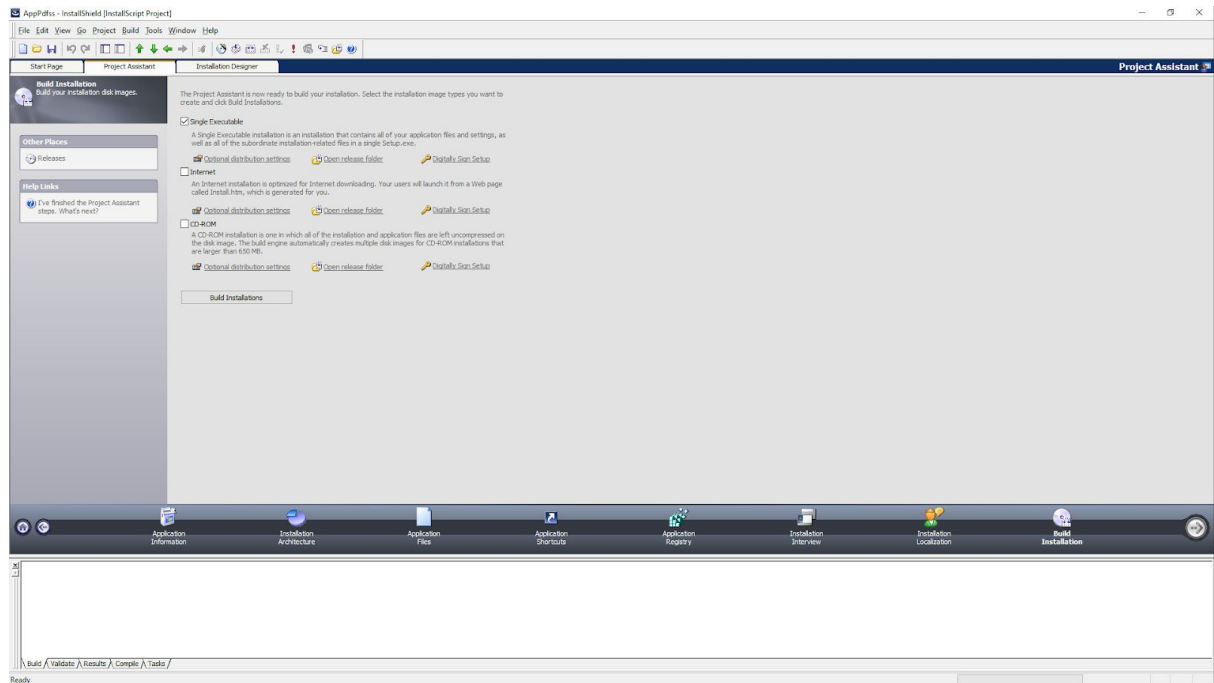 AppPdfss - InstallShield [InstallScript Project]
File Edit View Go Project Build Tools Window Help
Start Page Project Assistant Installation Designer Project Assistant
Build Installation
Build your installation disk images.
Other Places
Releases
Help Links
I've finished the Project Assistant
steps. What's next?
The Project Assistant is now ready to build your installation. Select the installation image types you want to
create and click Build Installations.
Single Executable
A Single Executable installation is an installation that contains all of your application files and settings, as
well as all of the subordinate installation-related files in a single Setup.exe.
Optional distribution settings Open release folder Digitally Sign Setup
Internet
An Internet installation is optimized for Internet downloading. Your users will launch it from a Web page
called Install.htm, which is generated for you.
Optional distribution settings Open release folder Digitally Sign Setup
CD-ROM
A CD-ROM installation is one in which all of the installation and application files are left uncompressed on
the disk image. The build engine automatically creates multiple disk images for CD-ROM installations that
are larger than 650 MB.
Optional distribution settings Open release folder Digitally Sign Setup
Build Installations
Application
Information
Installation
Architecture
Application
Files
Application
Shortcuts
Application
Registry
Installation
Interview
Installation
Localization
Build
Installation
Build Validate Results Compile Tasks
Ready